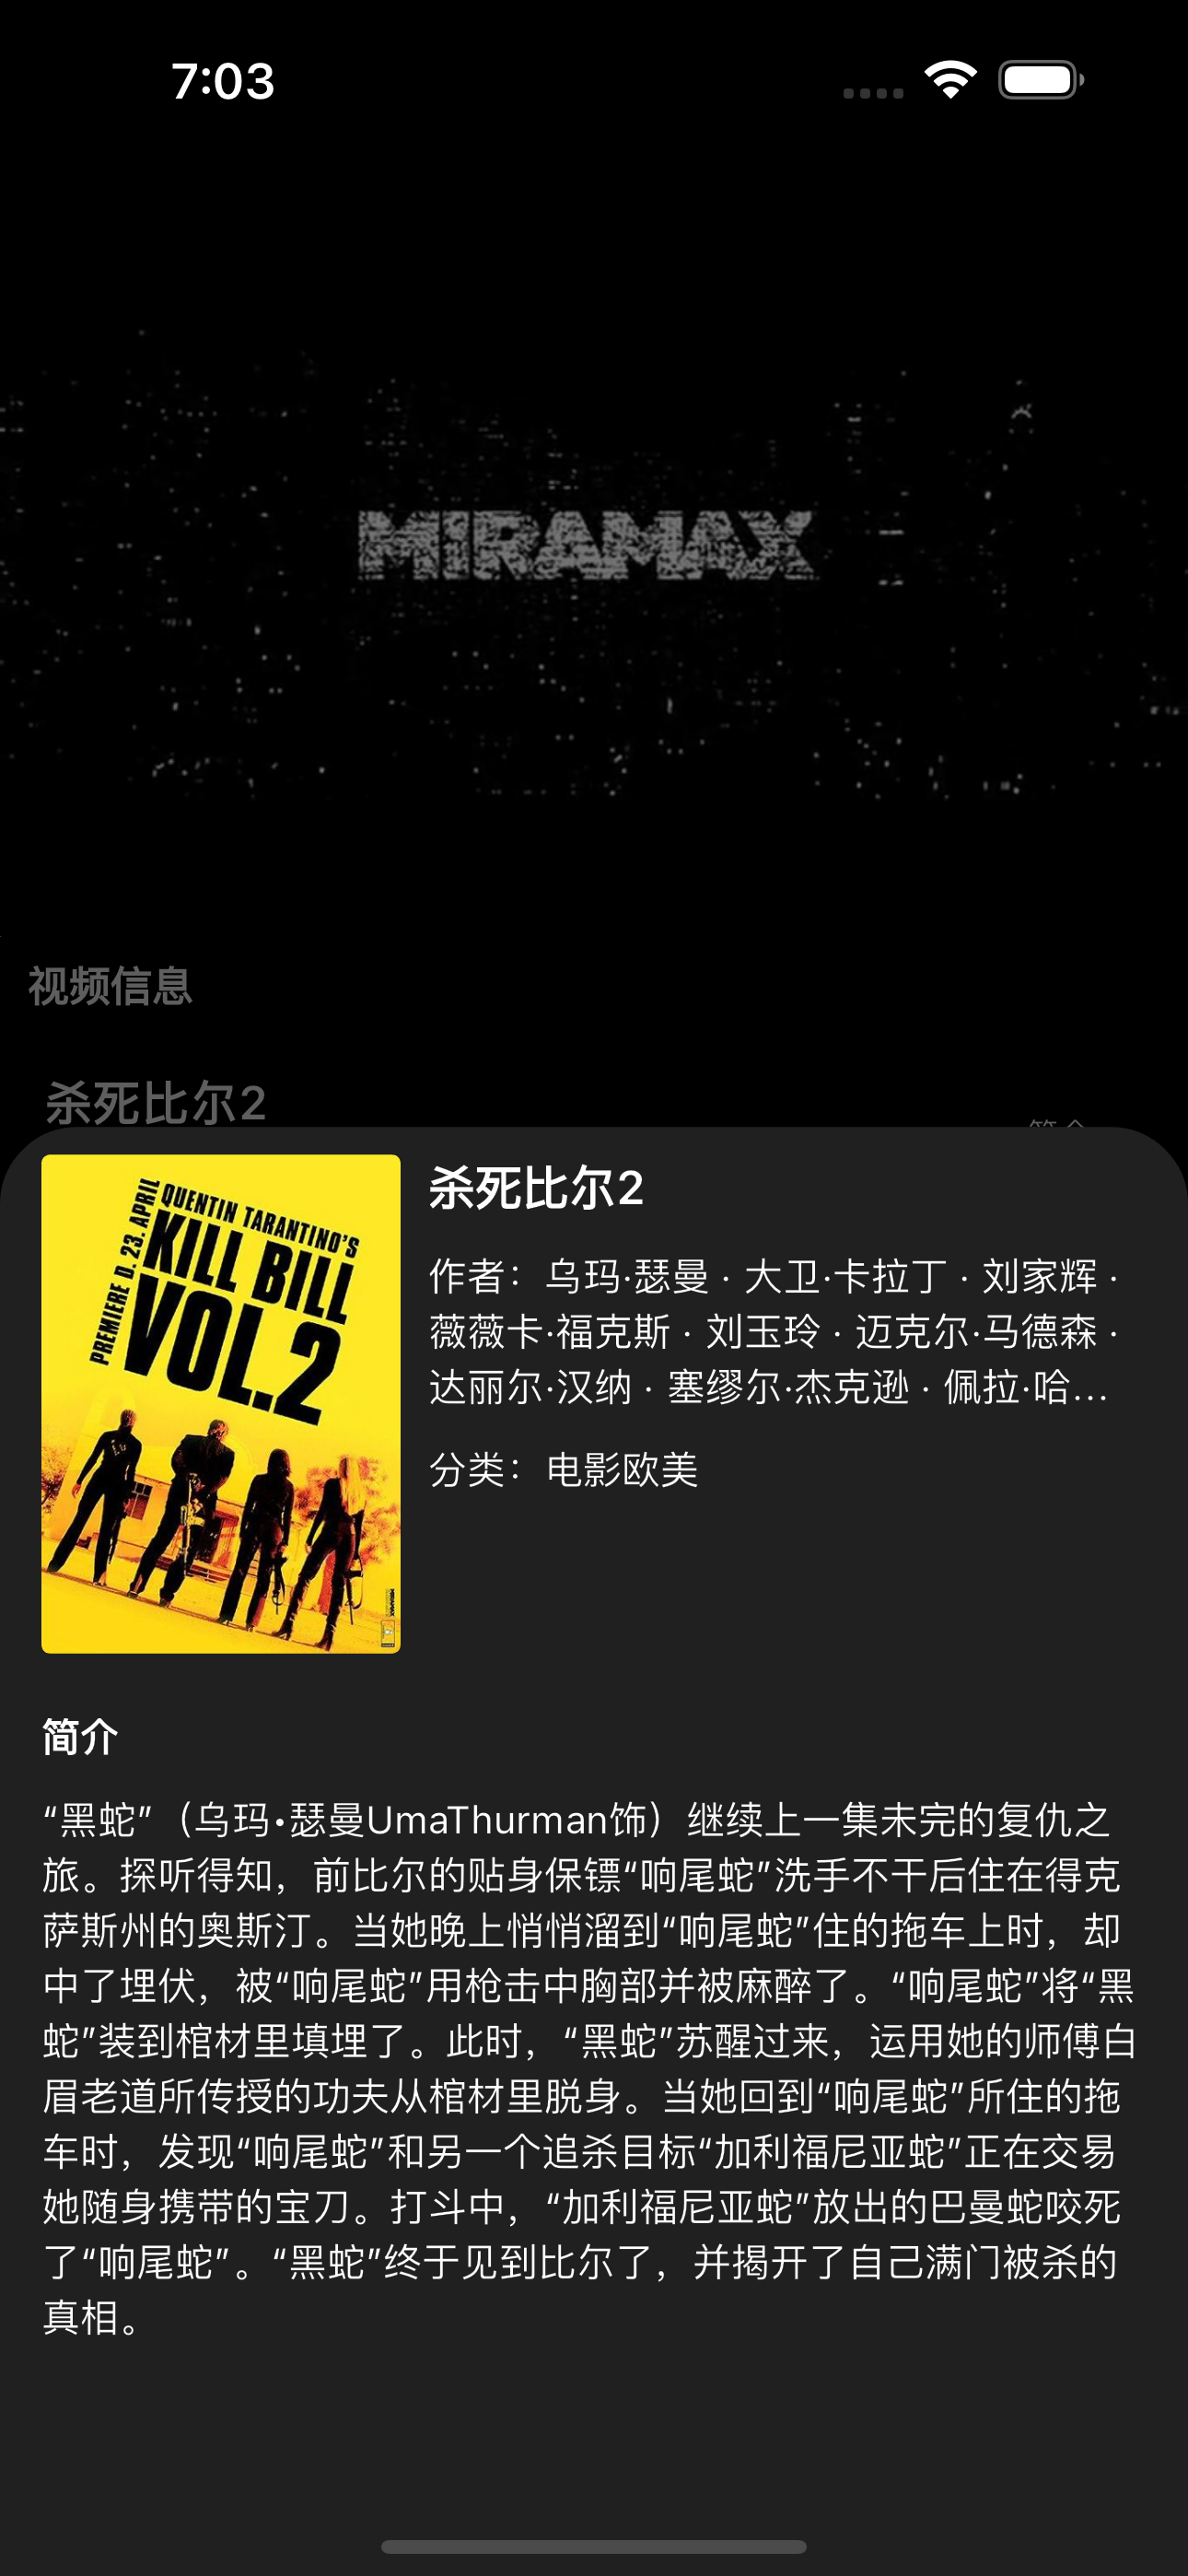 7:03
MIRAMAX
视频信息
杀死比尔2
简介
PREMIERE D. 23. APRIL
QUENTIN TARANTINO'S
KILL BILL
VOL.2
杀死比尔2
作者：乌玛·瑟曼 · 大卫·卡拉丁 · 刘家辉 ·
薇薇卡·福克斯 · 刘玉玲 · 迈克尔·马德森 ·
达丽尔·汉纳 · 塞缪尔·杰克逊 · 佩拉·哈...
分类：电影欧美
简介
“黑蛇”（乌玛•瑟曼UmaThurman饰）继续上一集未完的复仇之
旅。探听得知，前比尔的贴身保镖“响尾蛇”洗手不干后住在得克
萨斯州的奥斯汀。当她晚上悄悄溜到“响尾蛇”住的拖车上时，却
中了埋伏，被“响尾蛇”用枪击中胸部并被麻醉了。“响尾蛇”将“黑
蛇”装到棺材里填埋了。此时，“黑蛇”苏醒过来，运用她的师傅白
眉老道所传授的功夫从棺材里脱身。当她回到“响尾蛇”所住的拖
车时，发现“响尾蛇”和另一个追杀目标“加利福尼亚蛇”正在交易
她随身携带的宝刀。打斗中，“加利福尼亚蛇”放出的巴曼蛇咬死
了“响尾蛇”。“黑蛇”终于见到比尔了，并揭开了自己满门被杀的
真相。